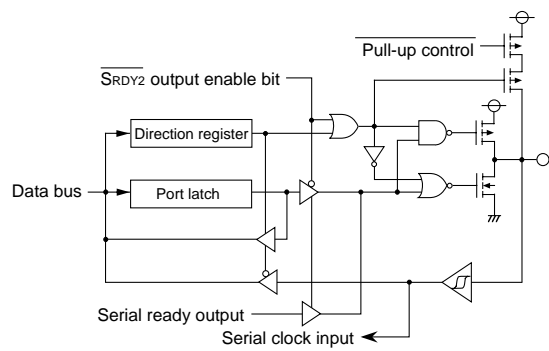 Pull-up control
SRDY2 output enable bit
Direction register
Data bus
Port latch
Serial ready output
Serial clock input